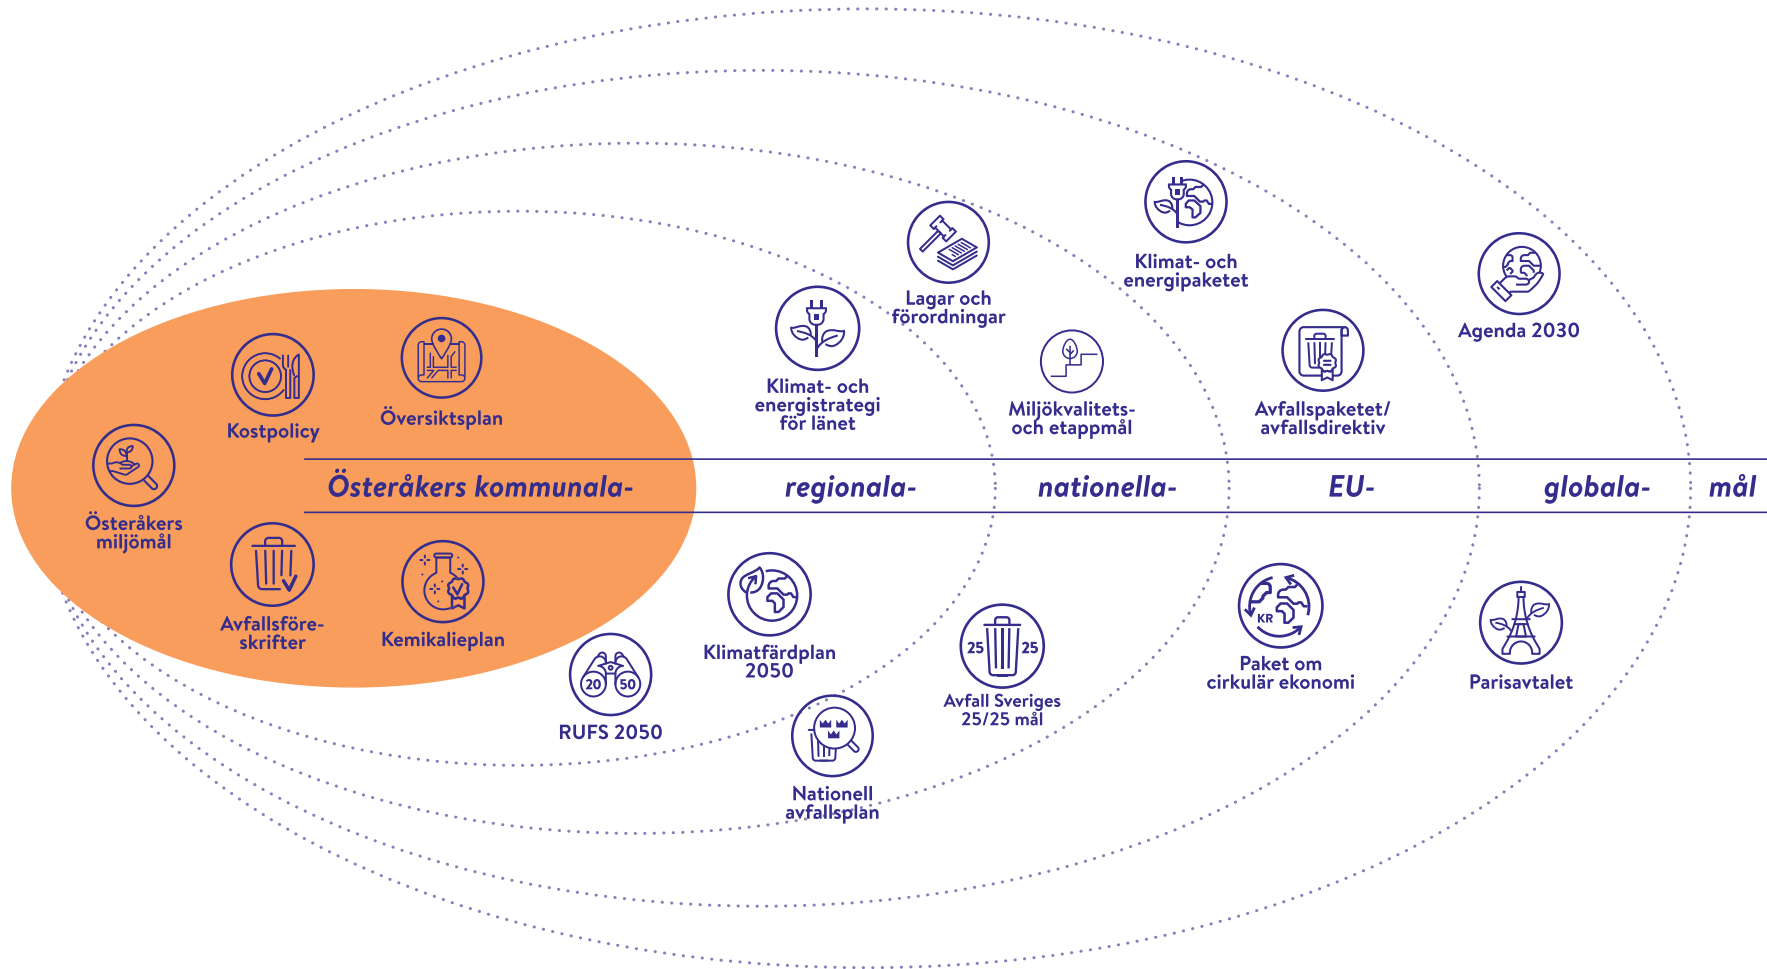 Klimat- och
energipaketet
Lagar och
förordningar
Agenda 2030
Klimat- och
energistrategi
för länet
Miljökvalitets-
och etappmål
Avfallspaketet/
avfallsdirektiv
Kostpolicy
Översiktsplan
Österåkers
miljömål
Österåkers kommunala-
regionala-
nationella-
EU-
globala-
mål
Avfallsföre-
skrifter
Kemikalieplan
20 50
RUFS 2050
Klimatfärdplan
2050
Nationell
avfallsplan
25 25
Avfall Sveriges
25/25 mål
KR
Paket om
cirkulär ekonomi
Parisavtalet